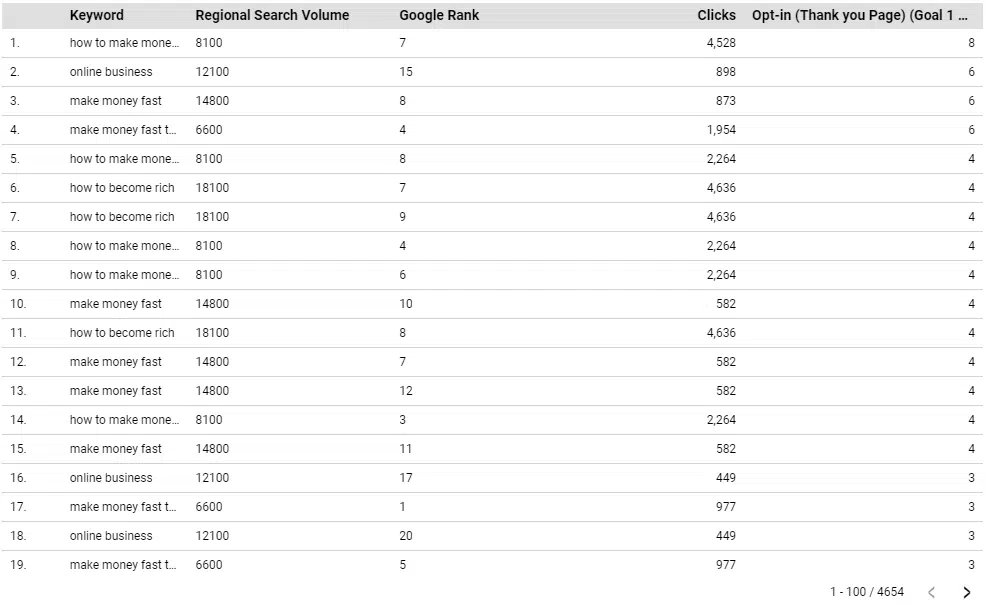 Keyword Regional Search Volume Google Rank Clicks Opt-in (Thank you Page) (Goal 1 ...
1. how to make mone... 8100 7 4,528 8
2. online business 12100 15 898 6
3. make money fast 14800 8 873 6
4. make money fast t... 6600 4 1,954 6
5. how to make mone... 8100 8 2,264 4
6. how to become rich 18100 7 4,636 4
7. how to become rich 18100 9 4,636 4
8. how to make mone... 8100 4 2,264 4
9. how to make mone... 8100 6 2,264 4
10. make money fast 14800 10 582 4
11. how to become rich 18100 8 4,636 4
12. make money fast 14800 7 582 4
13. make money fast 14800 12 582 4
14. how to make mone... 8100 3 2,264 4
15. make money fast 14800 11 582 4
16. online business 12100 17 449 3
17. make money fast t... 6600 1 977 3
18. online business 12100 20 449 3
19. make money fast t... 6600 5 977 3
1 - 100 / 4654 < >